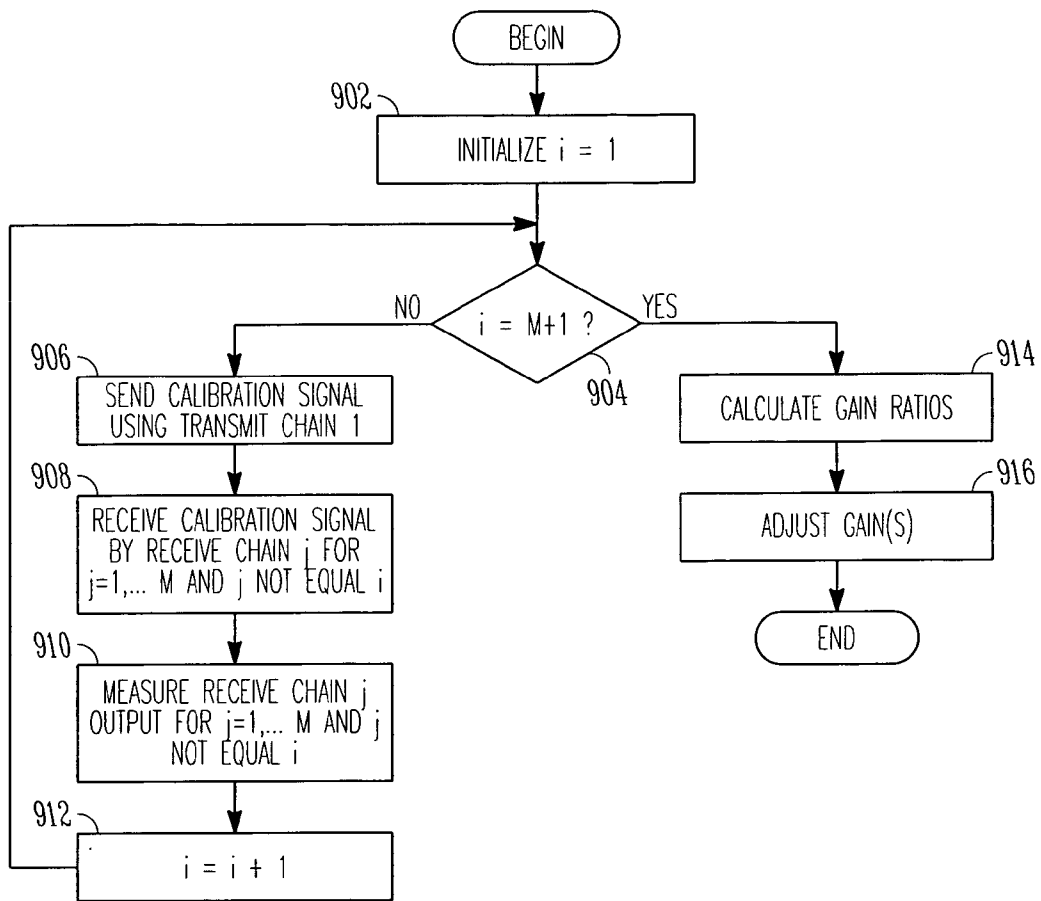 BEGIN
902
INITIALIZE i = 1
i = M+1 ?
NO
YES
904
906
SEND CALIBRATION SIGNAL
USING TRANSMIT CHAIN 1
908
RECEIVE CALIBRATION SIGNAL
BY RECEIVE CHAIN j FOR
j=1,... M AND j NOT EQUAL i
910
MEASURE RECEIVE CHAIN j
OUTPUT FOR j=1,... M AND j
NOT EQUAL i
912
i = i + 1
914
CALCULATE GAIN RATIOS
916
ADJUST GAIN(S)
END